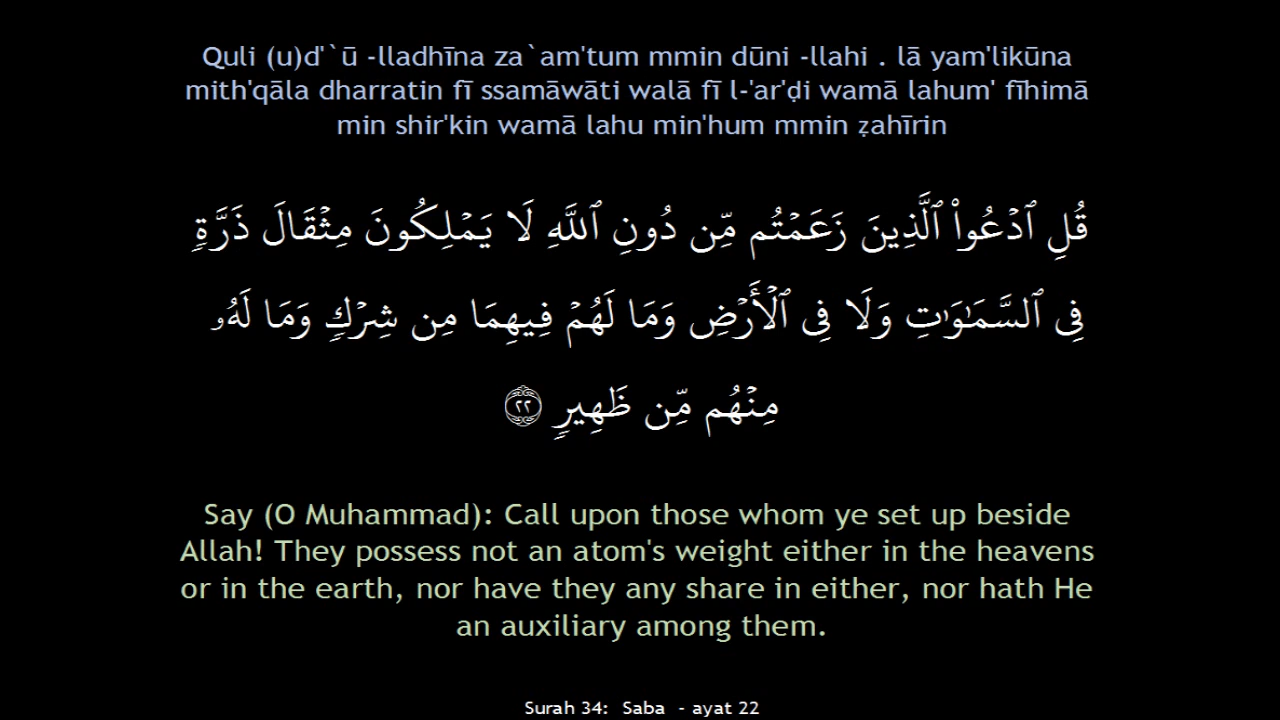 Quli (u)d'`ū -lladhīna za`am'tum mmin dūni -llahi . lā yam'likūna
mith'qāla dharratin fī ssamāwāti walā fī l-'ar'ḍi wamā lahum' fīhimā
min shir'kin wamā lahu min'hum mmin ẓahīrin
قُلِ ٱدْعُوا۟ ٱلَّذِينَ زَعَمْتُم مِّن دُونِ ٱللَّهِ لَا يَمْلِكُونَ مِثْقَالَ ذَرَّةٍ
فِى ٱلسَّمَـٰوَٰتِ وَلَا فِى ٱلْأَرْضِ وَمَا لَهُمْ فِيهِمَا مِن شِرْكٍ وَمَا لَهُۥ
مِنْهُم مِّن ظَهِيرٍ ٢٢
Say (O Muhammad): Call upon those whom ye set up beside
Allah! They possess not an atom's weight either in the heavens
or in the earth, nor have they any share in either, nor hath He
an auxiliary among them.
Surah 34: Saba - ayat 22